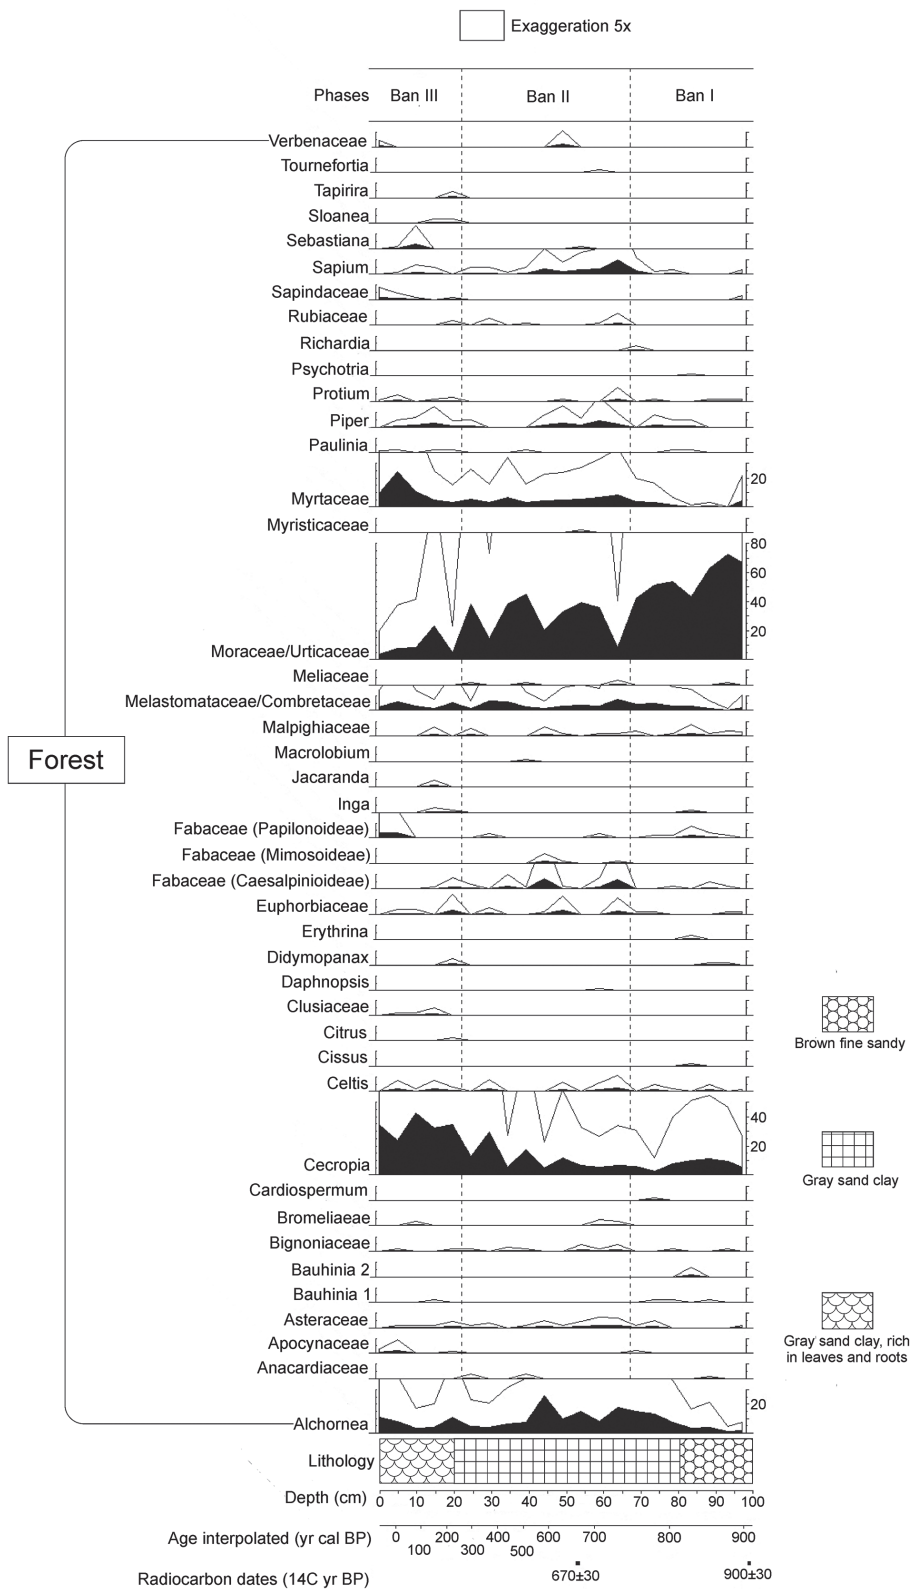 Exaggeration 5x
Phases Ban III Ban II Ban I
Verbenaceae
Tournefortia
Tapirira
Sloanea
Sebastiana
Sapium
Sapindaceae
Rubiaceae
Richardia
Psychotria
Protium
Piper
Paulinia
20
Myrtaceae
Myristicaceae
80
60
40
20
Moraceae/Urticaceae
Meliaceae
Melastomataceae/Combretaceae
Malpighiaceae
Forest
Macrolobium
Jacaranda
Inga
Fabaceae (Papilonoideae)
Fabaceae (Mimosoideae)
Fabaceae (Caesalpinioideae)
Euphorbiaceae
Erythrina
Didymopanax
Daphnopsis
Clusiaceae
Citrus
Brown fine sandy
Cissus
Celtis
40
20
Cecropia
Gray sand clay
Cardiospermum
Bromeliaeae
Bignoniaceae
Bauhinia 2
Bauhinia 1
Asteraceae
Gray sand clay, rich
in leaves and roots
Apocynaceae
Anacardiaceae
20
Alchornea
Lithology
Depth (cm) 0 10 20 30 40 50 60 70 80 90 100
Age interpolated (yr cal BP) 0 200 400 600 700 800 900
100 300 500
Radiocarbon dates (14C yr BP) 670±30 900±30